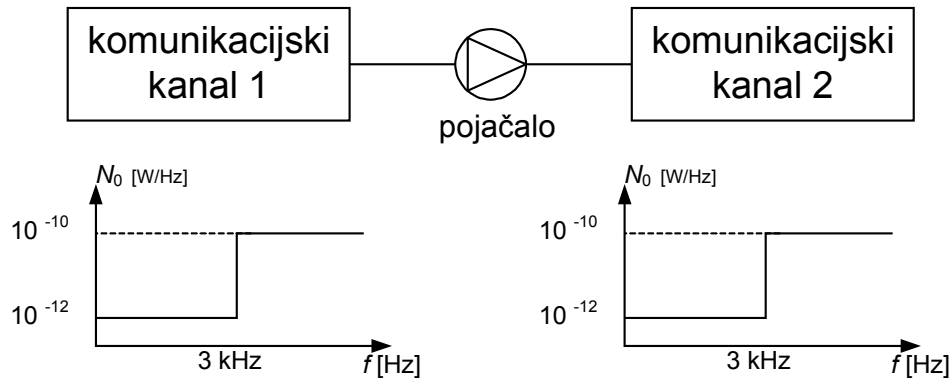 komunikacijski
kanal 1
pojačalo
komunikacijski
kanal 2
N₀ [W/Hz]
10⁻¹⁰
10⁻¹²
3 kHz
f [Hz]
N₀ [W/Hz]
10⁻¹⁰
10⁻¹²
3 kHz
f [Hz]